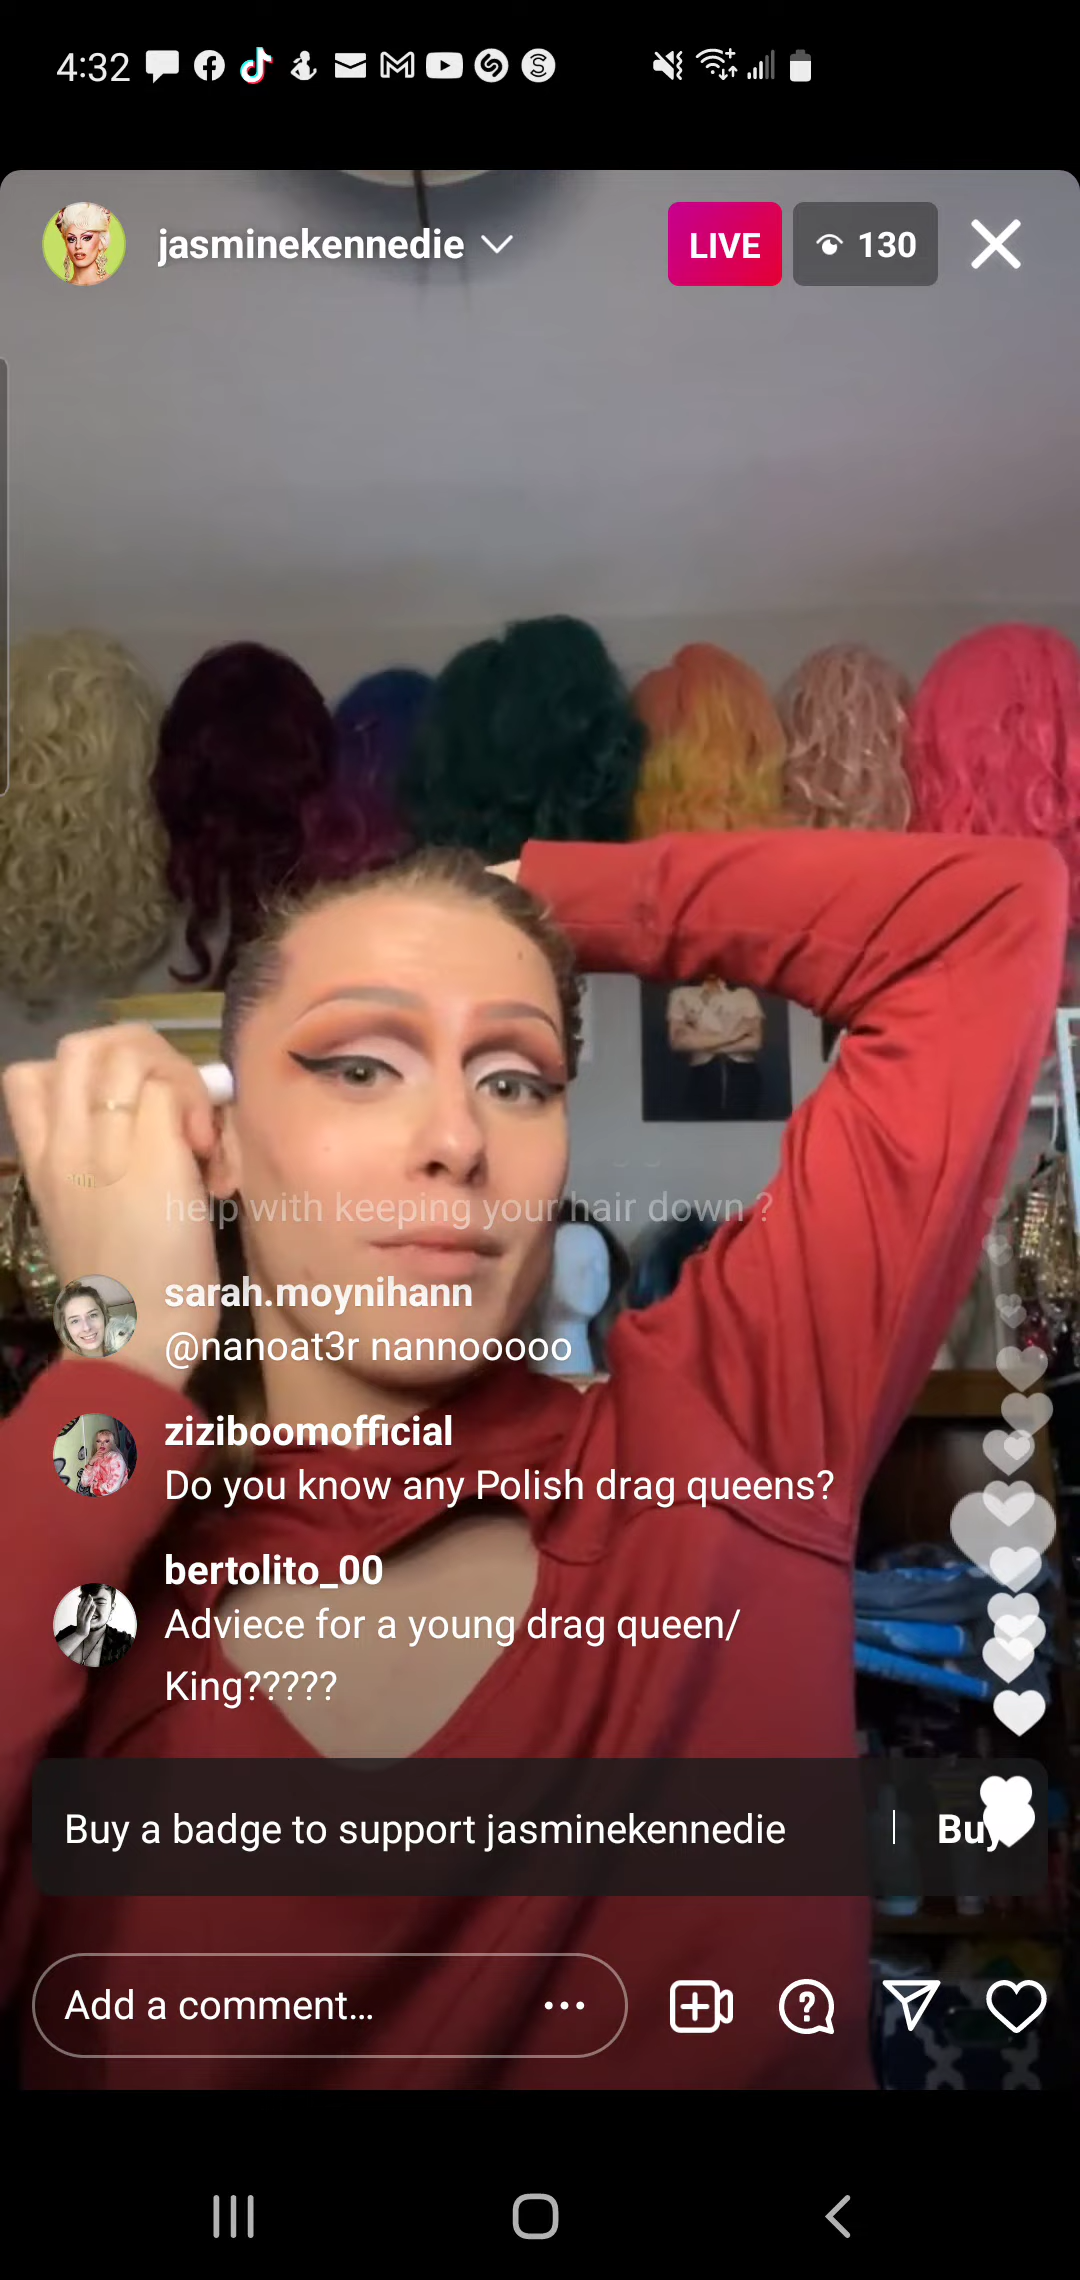 4:32
jasminekennedie
LIVE
130
help with keeping your hair down ?
sarah.moynihann
@nanoat3r nannooooo
ziziboomofficial
Do you know any Polish drag queens?
bertolito_00
Adviece for a young drag queen/
King?????
Buy a badge to support jasminekennedie | Buy
Add a comment...